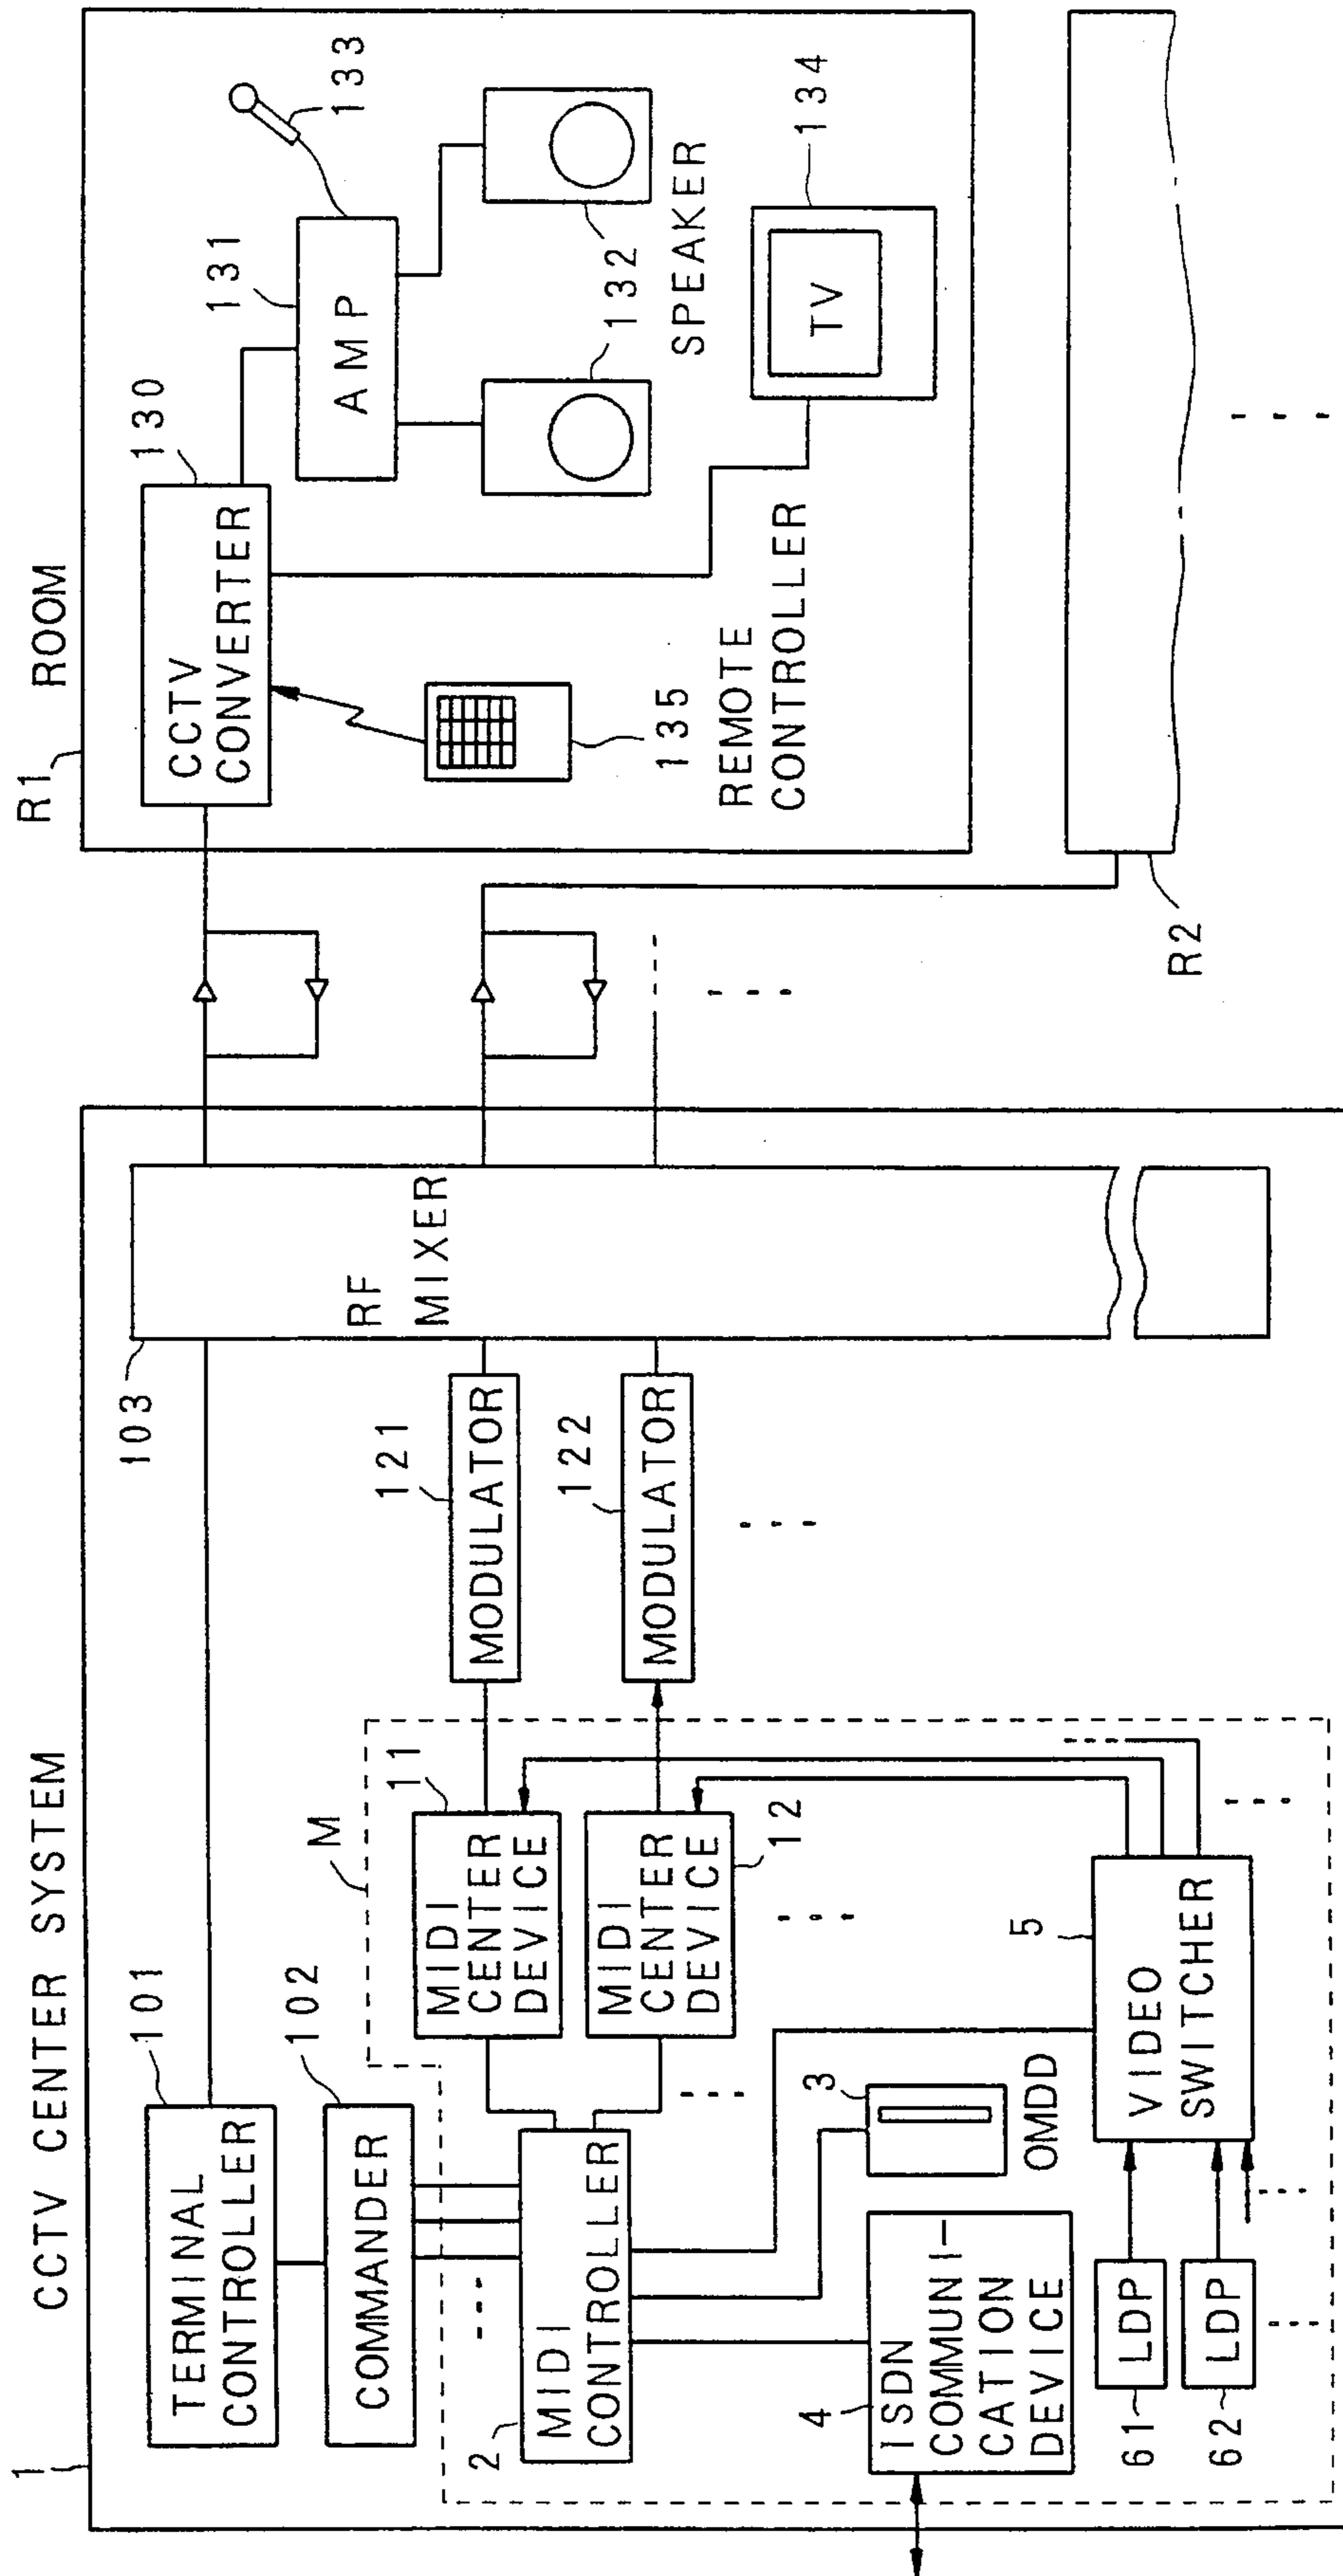 1
CCTV CENTER SYSTEM
TERMINAL
CONTROLLER
101
COMMANDER
102
103
RF
MIXER
M
2
MIDI
CONTROLLER
MIDI
CENTER
DEVICE
11
MIDI
CENTER
DEVICE
12
MODULATOR
121
MODULATOR
122
3
OMDD
4
ISDN
COMMUNI-
CATION
DEVICE
5
VIDEO
SWITCHER
61
LDP
62
LDP
R1
ROOM
CCTV
CONVERTER
130
AMP
131
133
132
SPEAKER
TV
134
135
REMOTE
CONTROLLER
R2